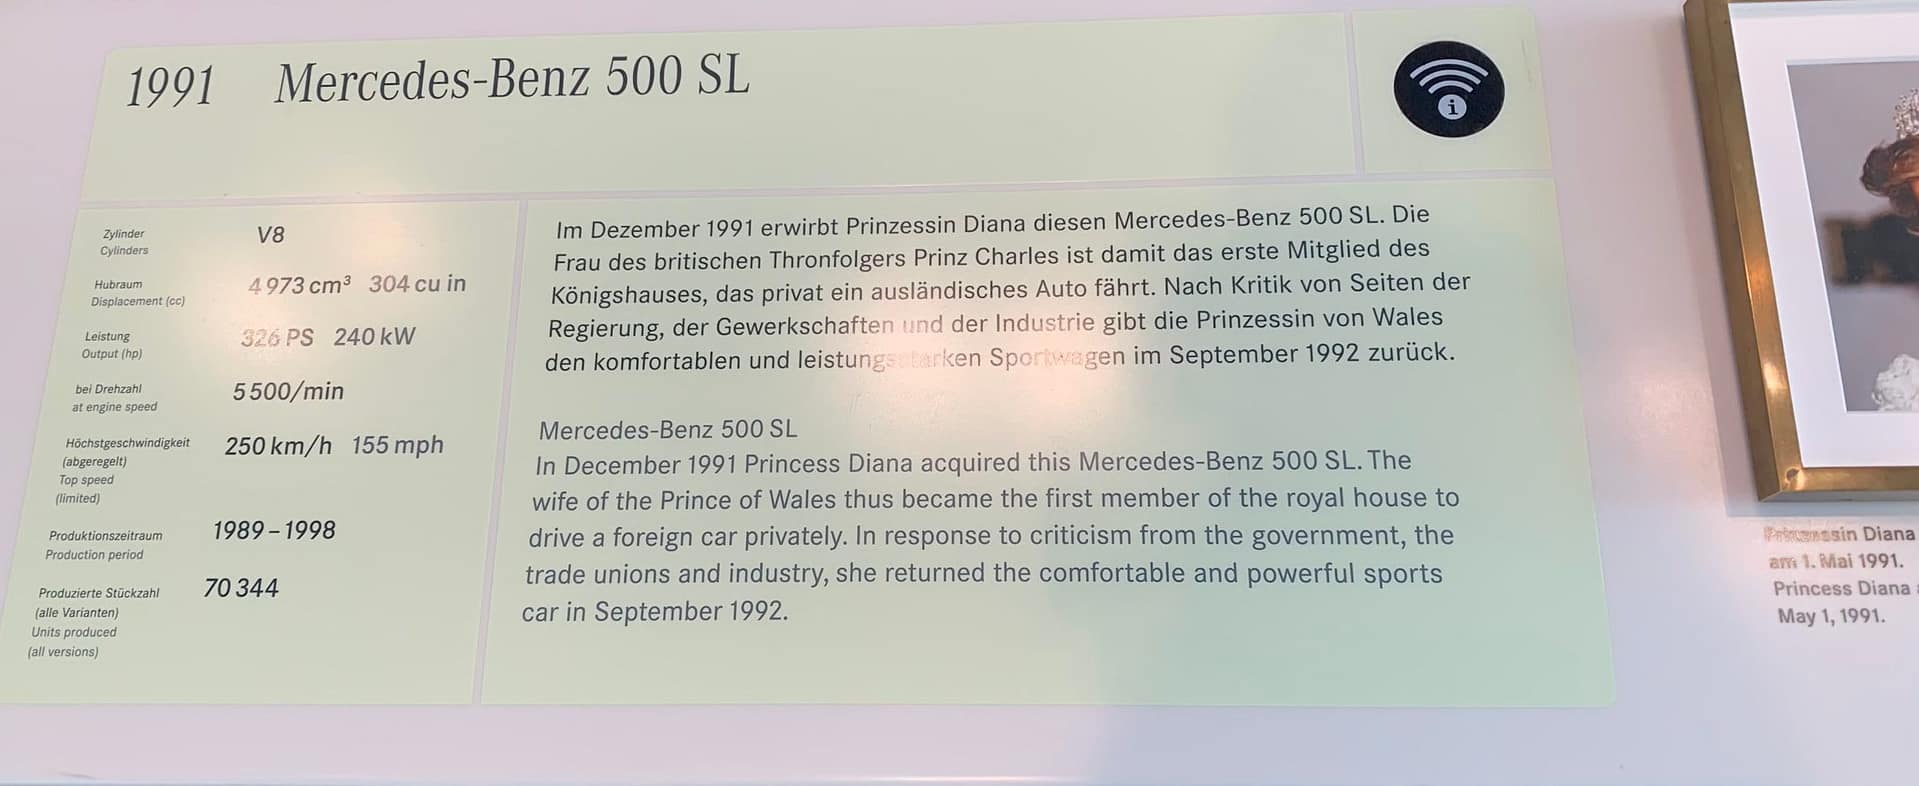 1991 Mercedes-Benz 500 SL
i
Zylinder
Cylinders
V8
Hubraum
Displacement (cc)
4 973 cm³ 304 cu in
Leistung
Output (hp)
326 PS 240 kW
bei Drehzahl
at engine speed
5 500/min
Höchstgeschwindigkeit
(abgeregelt)
Top speed
(limited)
250 km/h 155 mph
Produktionszeitraum
Production period
1989 – 1998
Produzierte Stückzahl
(alle Varianten)
Units produced
(all versions)
70 344
Im Dezember 1991 erwirbt Prinzessin Diana diesen Mercedes-Benz 500 SL. Die
Frau des britischen Thronfolgers Prinz Charles ist damit das erste Mitglied des
Königshauses, das privat ein ausländisches Auto fährt. Nach Kritik von Seiten der
Regierung, der Gewerkschaften und der Industrie gibt die Prinzessin von Wales
den komfortablen und leistungsstarken Sportwagen im September 1992 zurück.
Mercedes-Benz 500 SL
In December 1991 Princess Diana acquired this Mercedes-Benz 500 SL. The
wife of the Prince of Wales thus became the first member of the royal house to
drive a foreign car privately. In response to criticism from the government, the
trade unions and industry, she returned the comfortable and powerful sports
car in September 1992.
Prinzessin Diana
am 1. Mai 1991.
Princess Diana
May 1, 1991.